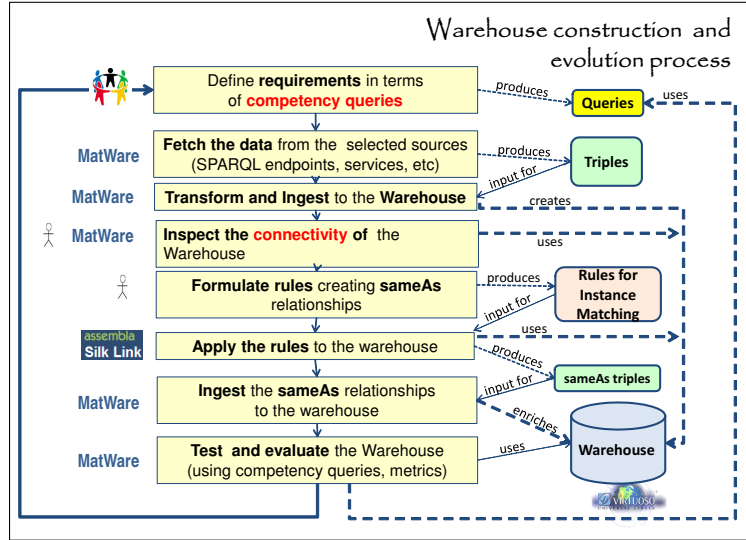 Warehouse construction and
evolution process
Define requirements in terms
of competency queries
produces
Queries
uses
MatWare
Fetch the data from the selected sources
(SPARQL endpoints, services, etc)
produces
Triples
input for
MatWare
Transform and Ingest to the Warehouse
creates
MatWare
Inspect the connectivity of the
Warehouse
uses
Formulate rules creating sameAs
relationships
produces
Rules for
Instance
Matching
input for
assembla
Silk Link
Apply the rules to the warehouse
uses
produces
sameAs triples
input for
MatWare
Ingest the sameAs relationships
to the warehouse
enriches
Warehouse
MatWare
Test and evaluate the Warehouse
(using competency queries, metrics)
uses
VIRTUOSO